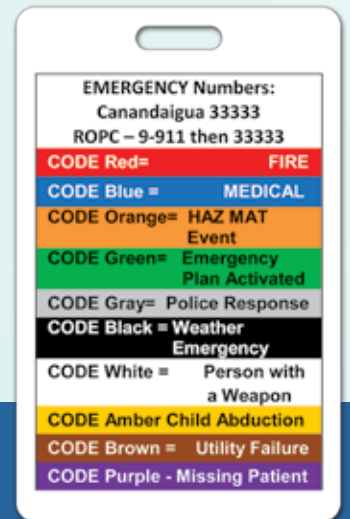 EMERGENCY Numbers:
Canandaigua 33333
ROPC – 9-911 then 33333
CODE Red= FIRE
CODE Blue = MEDICAL
CODE Orange= HAZ MAT
Event
CODE Green= Emergency
Plan Activated
CODE Gray= Police Response
CODE Black = Weather
Emergency
CODE White = Person with
a Weapon
CODE Amber Child Abduction
CODE Brown = Utility Failure
CODE Purple - Missing Patient